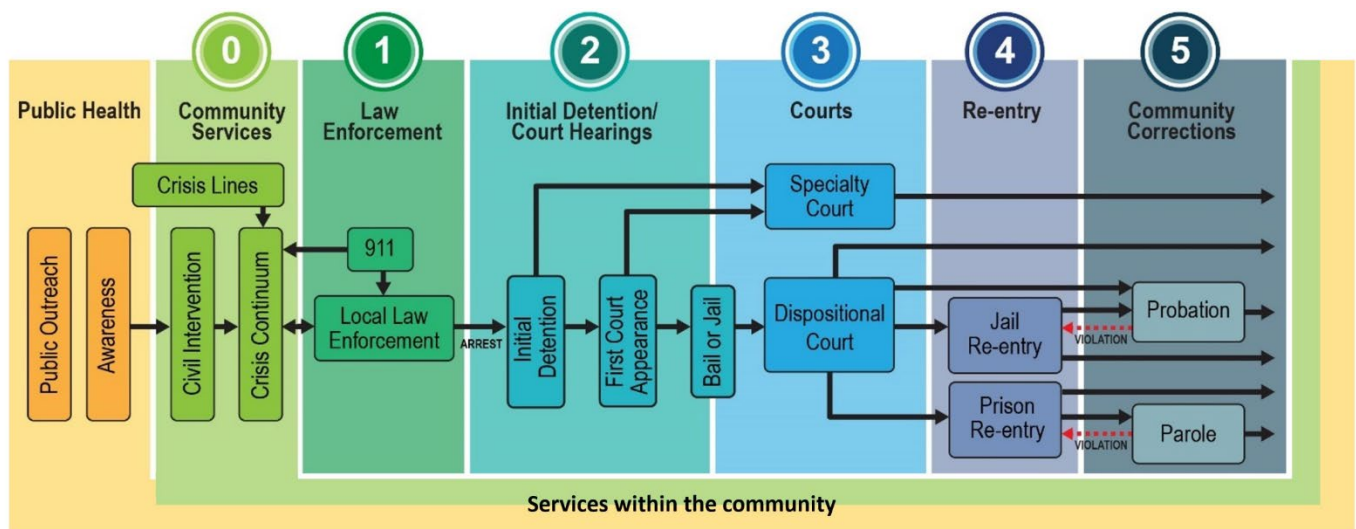 0
1
2
3
4
5
Public Health
Community
Services
Law
Enforcement
Initial Detention/
Court Hearings
Courts
Re-entry
Community
Corrections
Crisis Lines
Public Outreach
Awareness
Civil Intervention
Crisis Continuum
911
Local Law
Enforcement
ARREST
Initial
Detention
First Court
Appearance
Bail or Jail
Specialty
Court
Dispositional
Court
Jail
Re-entry
Prison
Re-entry
Probation
VIOLATION
Parole
VIOLATION
Services within the community